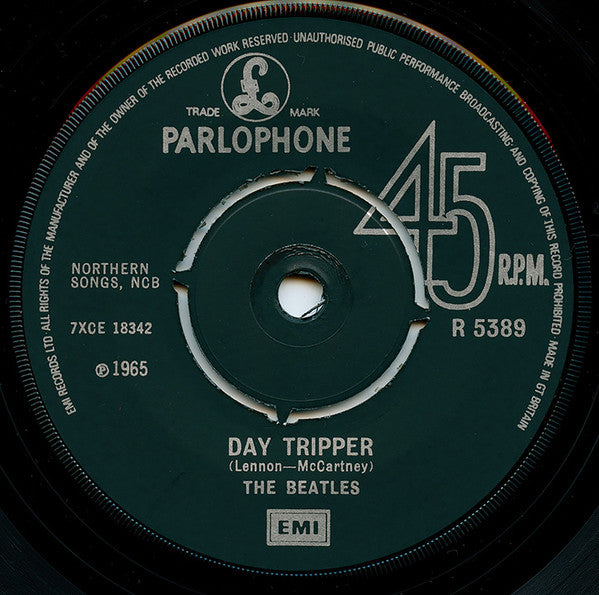 EMI RECORDS LTD ALL RIGHTS OF THE MANUFACTURER AND OF THE OWNER OF THE RECORDED WORK RESERVED · UNAUTHORISED PUBLIC PERFORMANCE BROADCASTING AND COPYING OF THIS RECORD PROHIBITED MADE IN GT BRITAIN
£
TRADE MARK
PARLOPHONE
45
R.P.M.
NORTHERN
SONGS, NCB
7XCE 18342
R 5389
℗ 1965
DAY TRIPPER
(Lennon—McCartney)
THE BEATLES
EMI